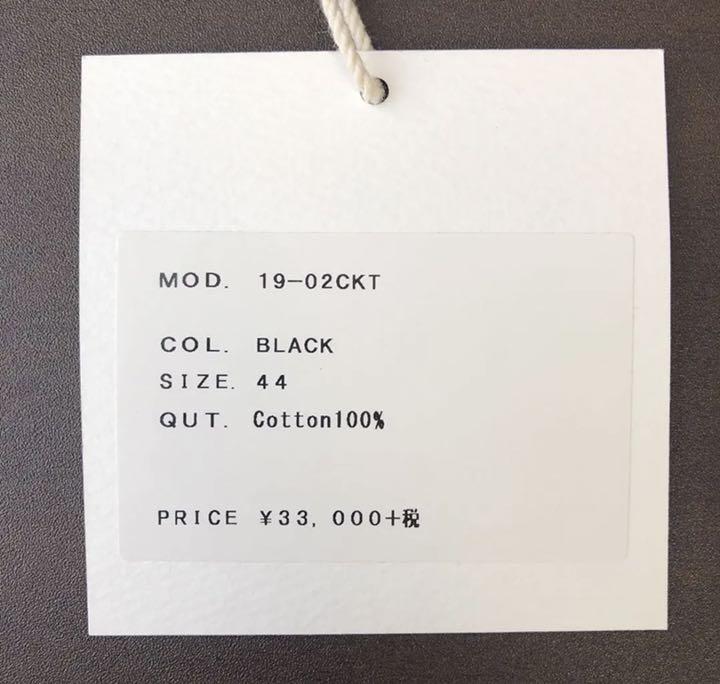 MOD. 19-02CKT
COL. BLACK
SIZE. 44
QUT. Cotton100%
PRICE ¥33,000+税